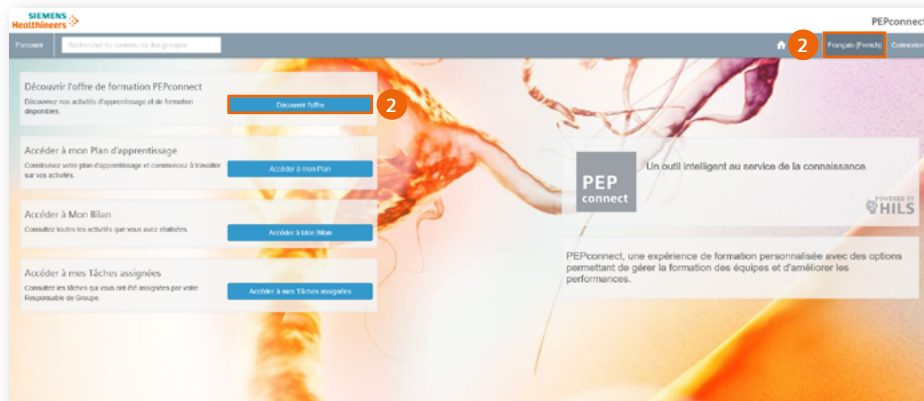 SIEMENS
Healthineers
PEPconnect
Parcourir
Rechercher du contenu ou des groupes
2
Français (French)
Connexion
Découvrir l'offre de formation PEPconnect
Découvrez nos activités d'apprentissage et de formation
disponibles.
Découvrir l'offre
2
Accéder à mon Plan d'apprentissage
Construisez votre plan d'apprentissage et commencez à travailler
sur vos activités.
Accéder à mon Plan
Accéder à Mon Bilan
Consultez toutes les activités que vous avez réalisées.
Accéder à Mon Bilan
Accéder à mes Tâches assignées
Consultez les tâches qui vous ont été assignées par votre
Responsable de Groupe.
Accéder à mes Tâches assignées
PEP
connect
Un outil intelligent au service de la connaissance.
POWERED BY
HILS
PEPconnect, une expérience de formation personnalisée avec des options
permettant de gérer la formation des équipes et d'améliorer les
performances.